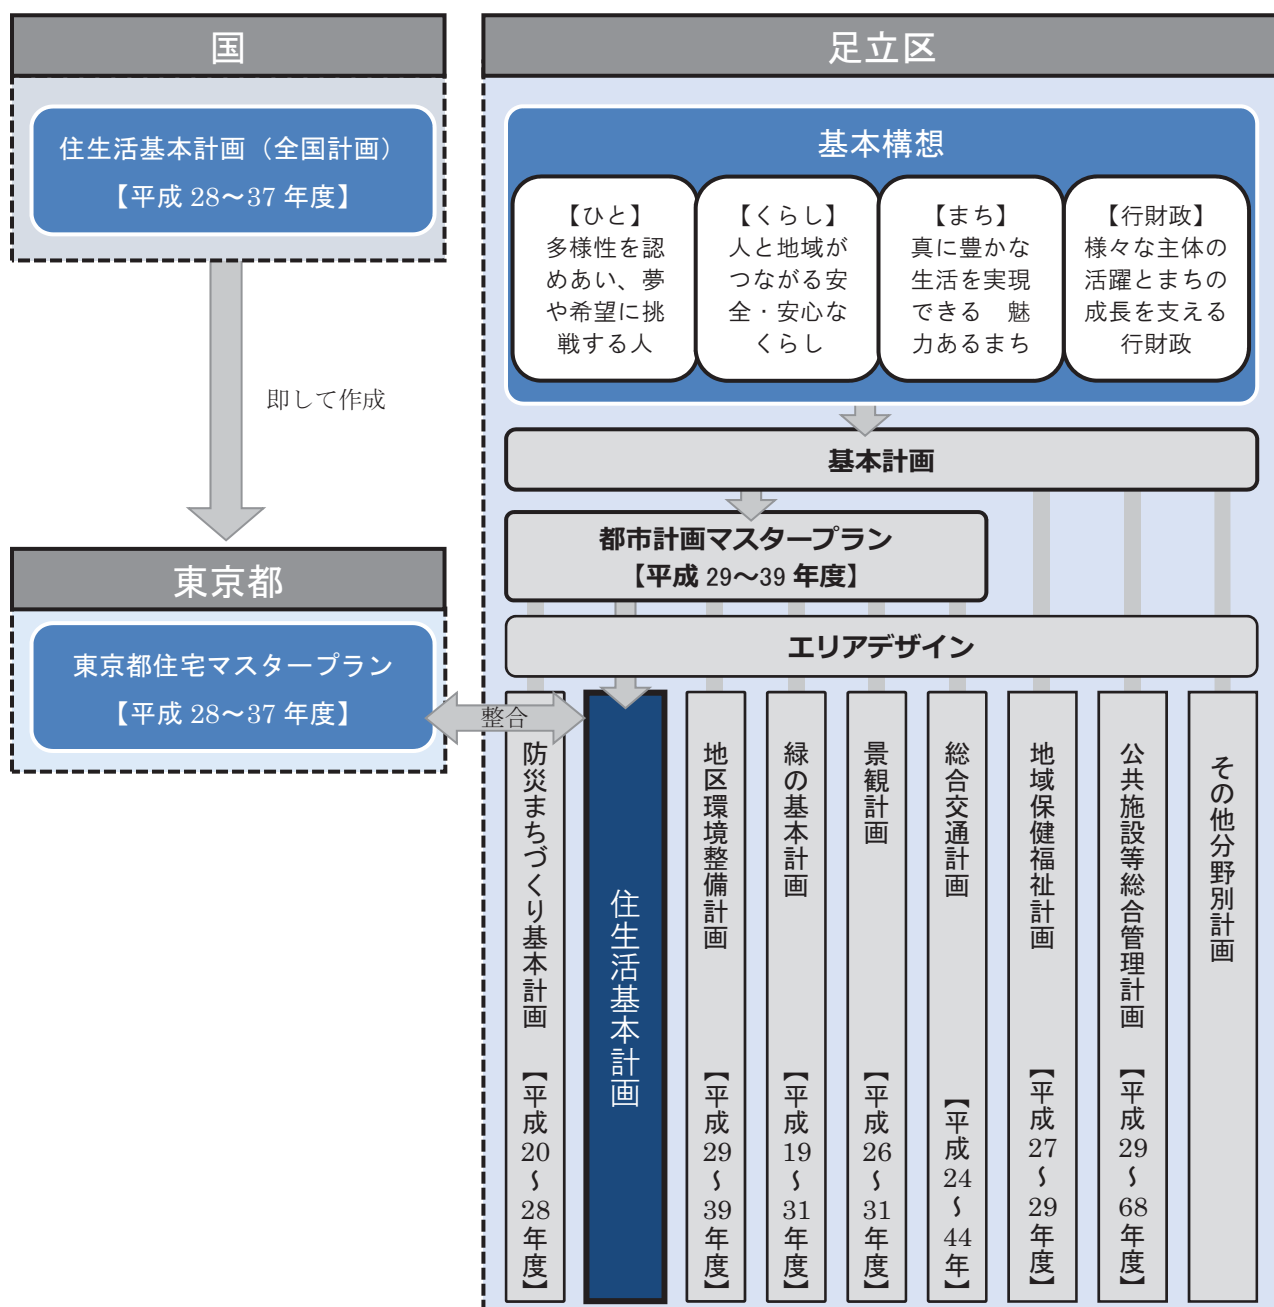 国
住生活基本計画（全国計画）
【平成 28～37 年度】
即して作成
東京都
東京都住宅マスタープラン
【平成 28～37 年度】
整合
足立区
基本構想
【ひと】
多様性を認
めあい、夢
や希望に挑
戦する人
【くらし】
人と地域が
つながる安
全・安心な
くらし
【まち】
真に豊かな
生活を実現
できる　魅
力あるまち
【行財政】
様々な主体の
活躍とまちの
成長を支える
行財政
基本計画
都市計画マスタープラン
【平成 29～39 年度】
エリアデザイン
防災まちづくり基本計画　【平成20～28年度】
住生活基本計画
地区環境整備計画　【平成29～39年度】
緑の基本計画　【平成19～31年度】
景観計画　【平成26～31年度】
総合交通計画　【平成24～44年】
地域保健福祉計画　【平成27～29年度】
公共施設等総合管理計画　【平成29～68年度】
その他分野別計画